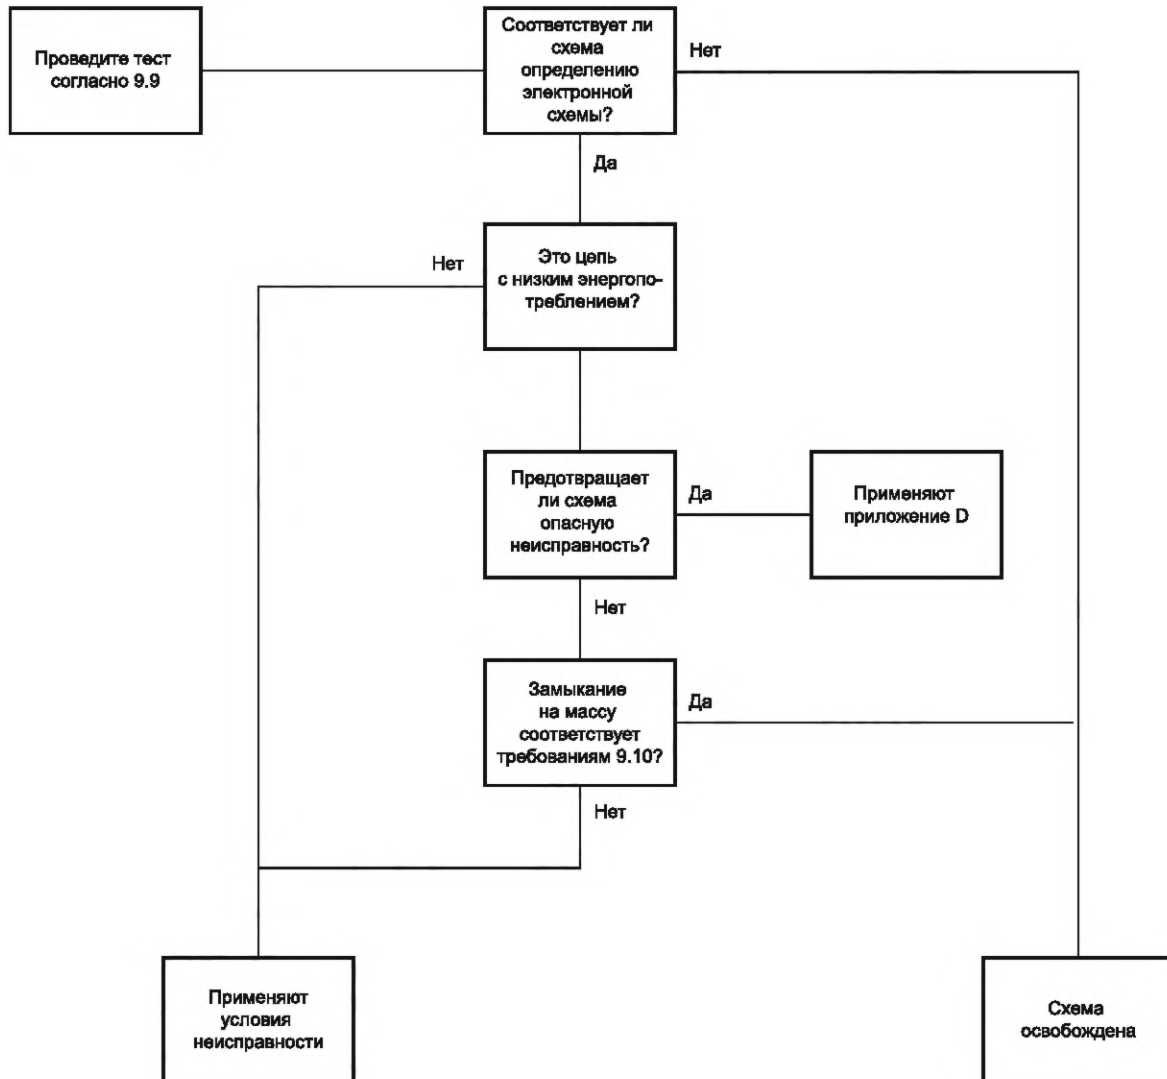 Проведите тест
согласно 9.9
Соответствует ли
схема
определению
электронной
схемы?
Нет
Да
Это цепь
с низким энергопо-
треблением?
Нет
Предотвращает
ли схема
опасную
неисправность?
Да
Применяют
приложение D
Нет
Замыкание
на массу
соответствует
требованиям 9.10?
Да
Нет
Применяют
условия
неисправности
Схема
освобождена